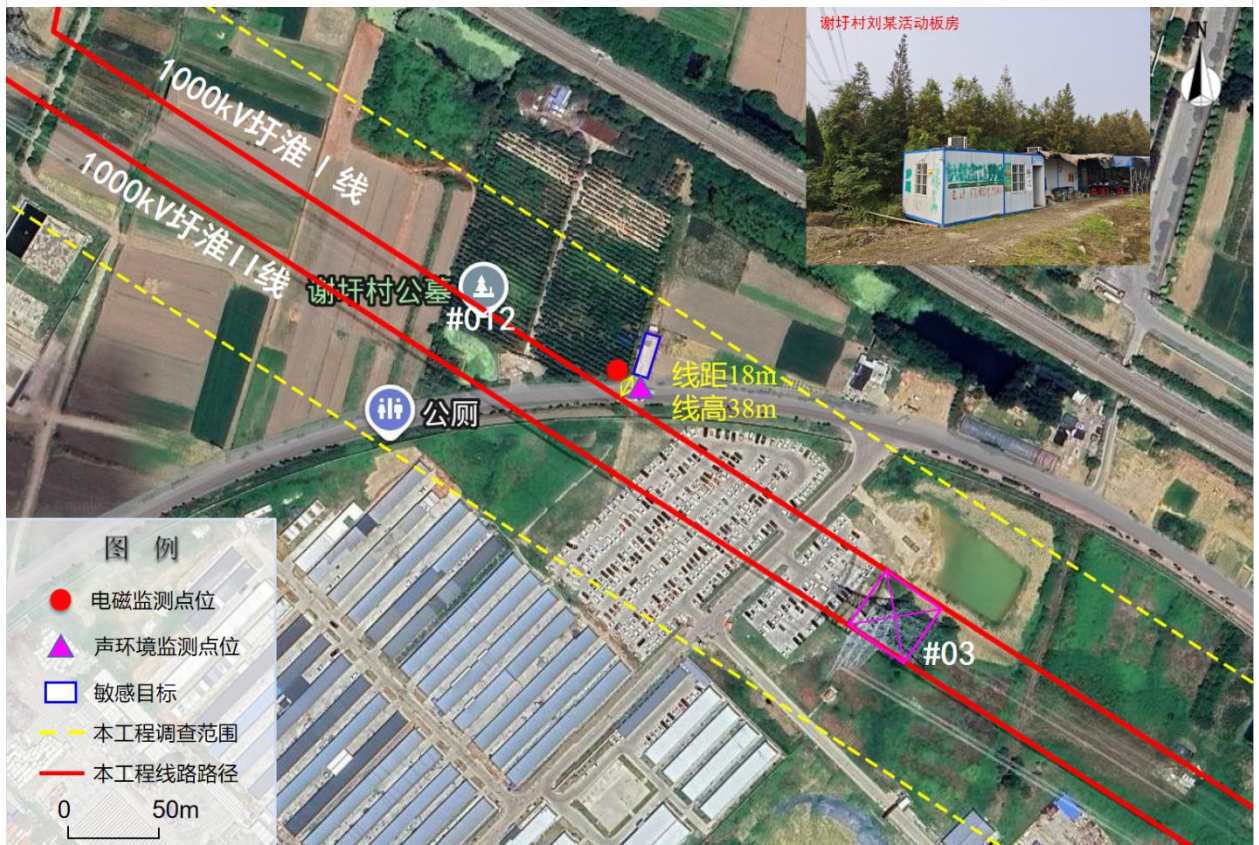 谢圩村刘某活动板房
N
1000kV圩淮Ⅰ线
1000kV圩淮II线
谢圩村公墓
#012
线距18m
线高38m
公厕
#03
图 例
电磁监测点位
声环境监测点位
敏感目标
本工程调查范围
本工程线路路径
0 50m